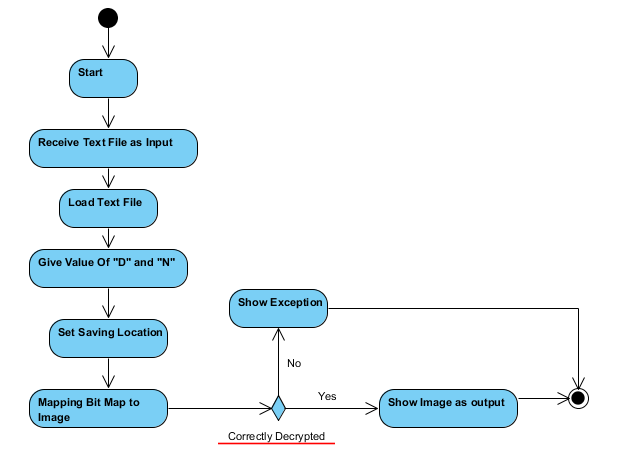 Start
Receive Text File as Input
Load Text File
Give Value Of "D" and "N"
Set Saving Location
Mapping Bit Map to
Image
Show Exception
No
Yes
Show Image as output
Correctly Decrypted